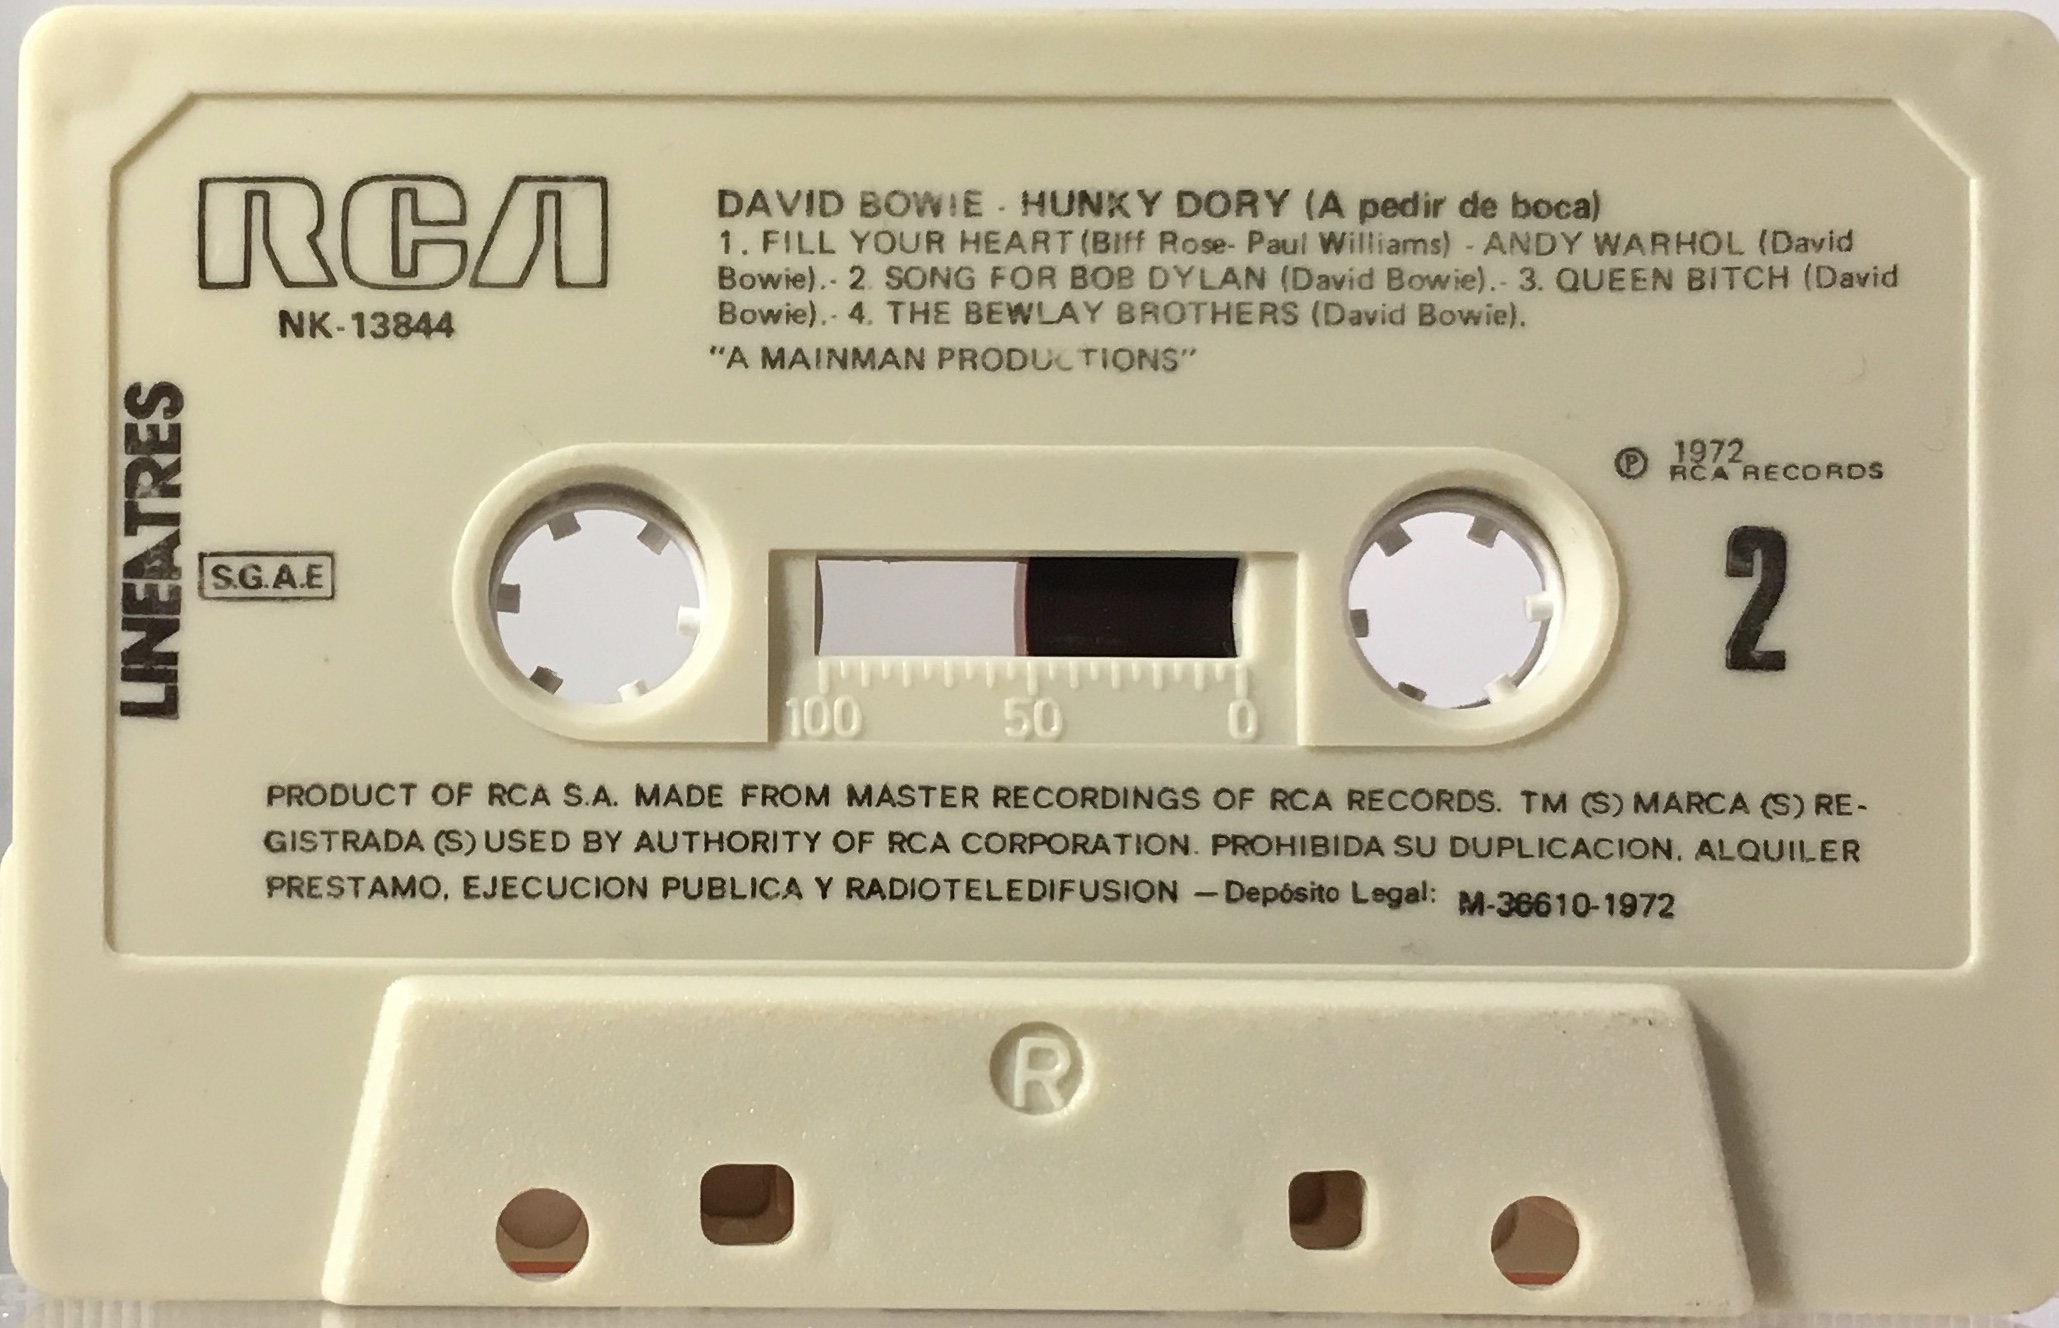 RCA
NK-13844
DAVID BOWIE - HUNKY DORY (A pedir de boca)
1. FILL YOUR HEART (Biff Rose- Paul Williams) - ANDY WARHOL (David
Bowie).- 2. SONG FOR BOB DYLAN (David Bowie).- 3. QUEEN BITCH (David
Bowie).- 4. THE BEWLAY BROTHERS (David Bowie).
"A MAINMAN PRODUCTIONS"
LINEATRES
S.G.A.E
℗ 1972
RCA RECORDS
2
100 50 0
PRODUCT OF RCA S.A. MADE FROM MASTER RECORDINGS OF RCA RECORDS. TM (S) MARCA (S) RE-
GISTRADA (S) USED BY AUTHORITY OF RCA CORPORATION. PROHIBIDA SU DUPLICACION, ALQUILER
PRESTAMO, EJECUCION PUBLICA Y RADIOTELEDIFUSION — Depósito Legal: M-36610-1972
R